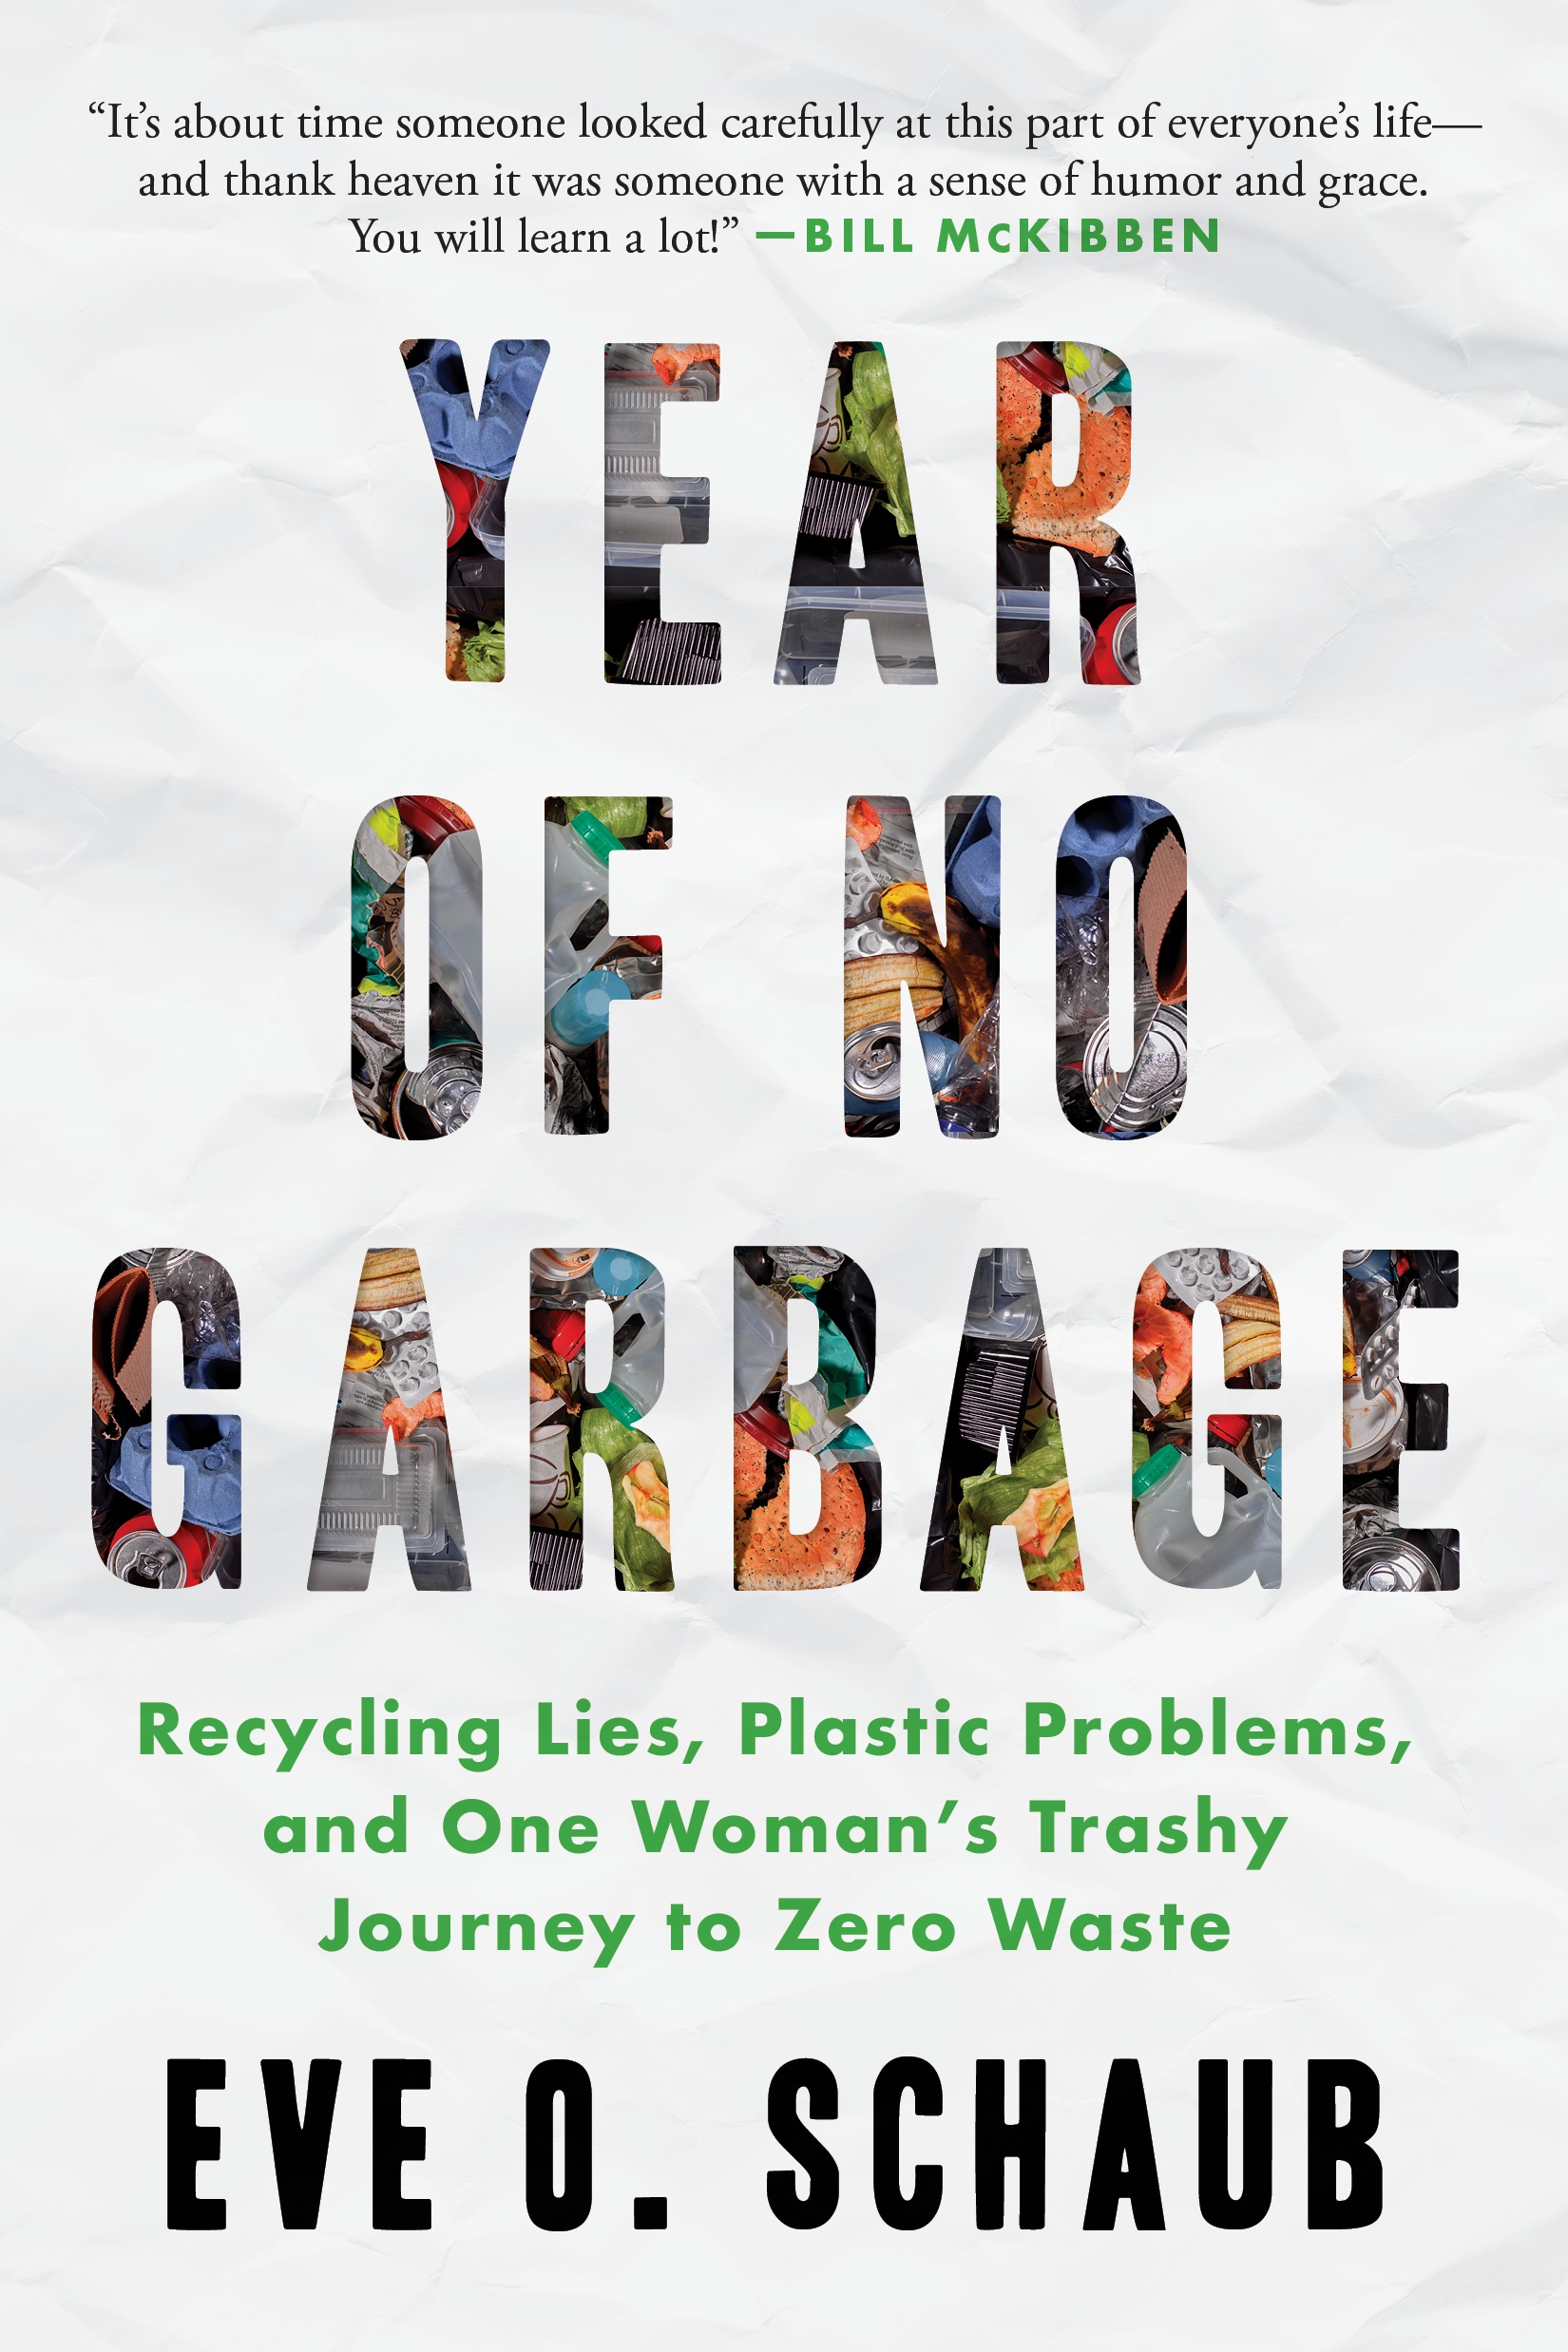 “It’s about time someone looked carefully at this part of everyone’s life—
and thank heaven it was someone with a sense of humor and grace.
You will learn a lot!” —BILL McKIBBEN
YEAR
OF NO
GARBAGE
Recycling Lies, Plastic Problems,
and One Woman’s Trashy
Journey to Zero Waste
EVE O. SCHAUB